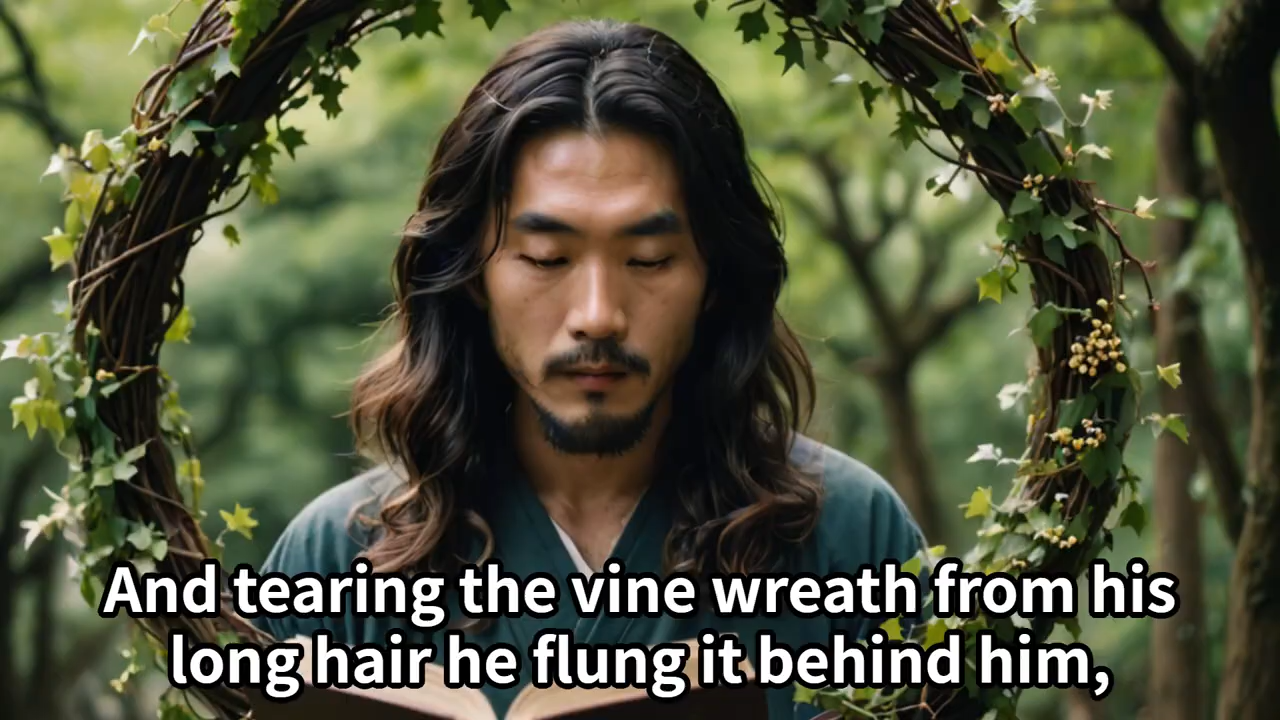 And tearing the vine wreath from his
long hair he flung it behind him,